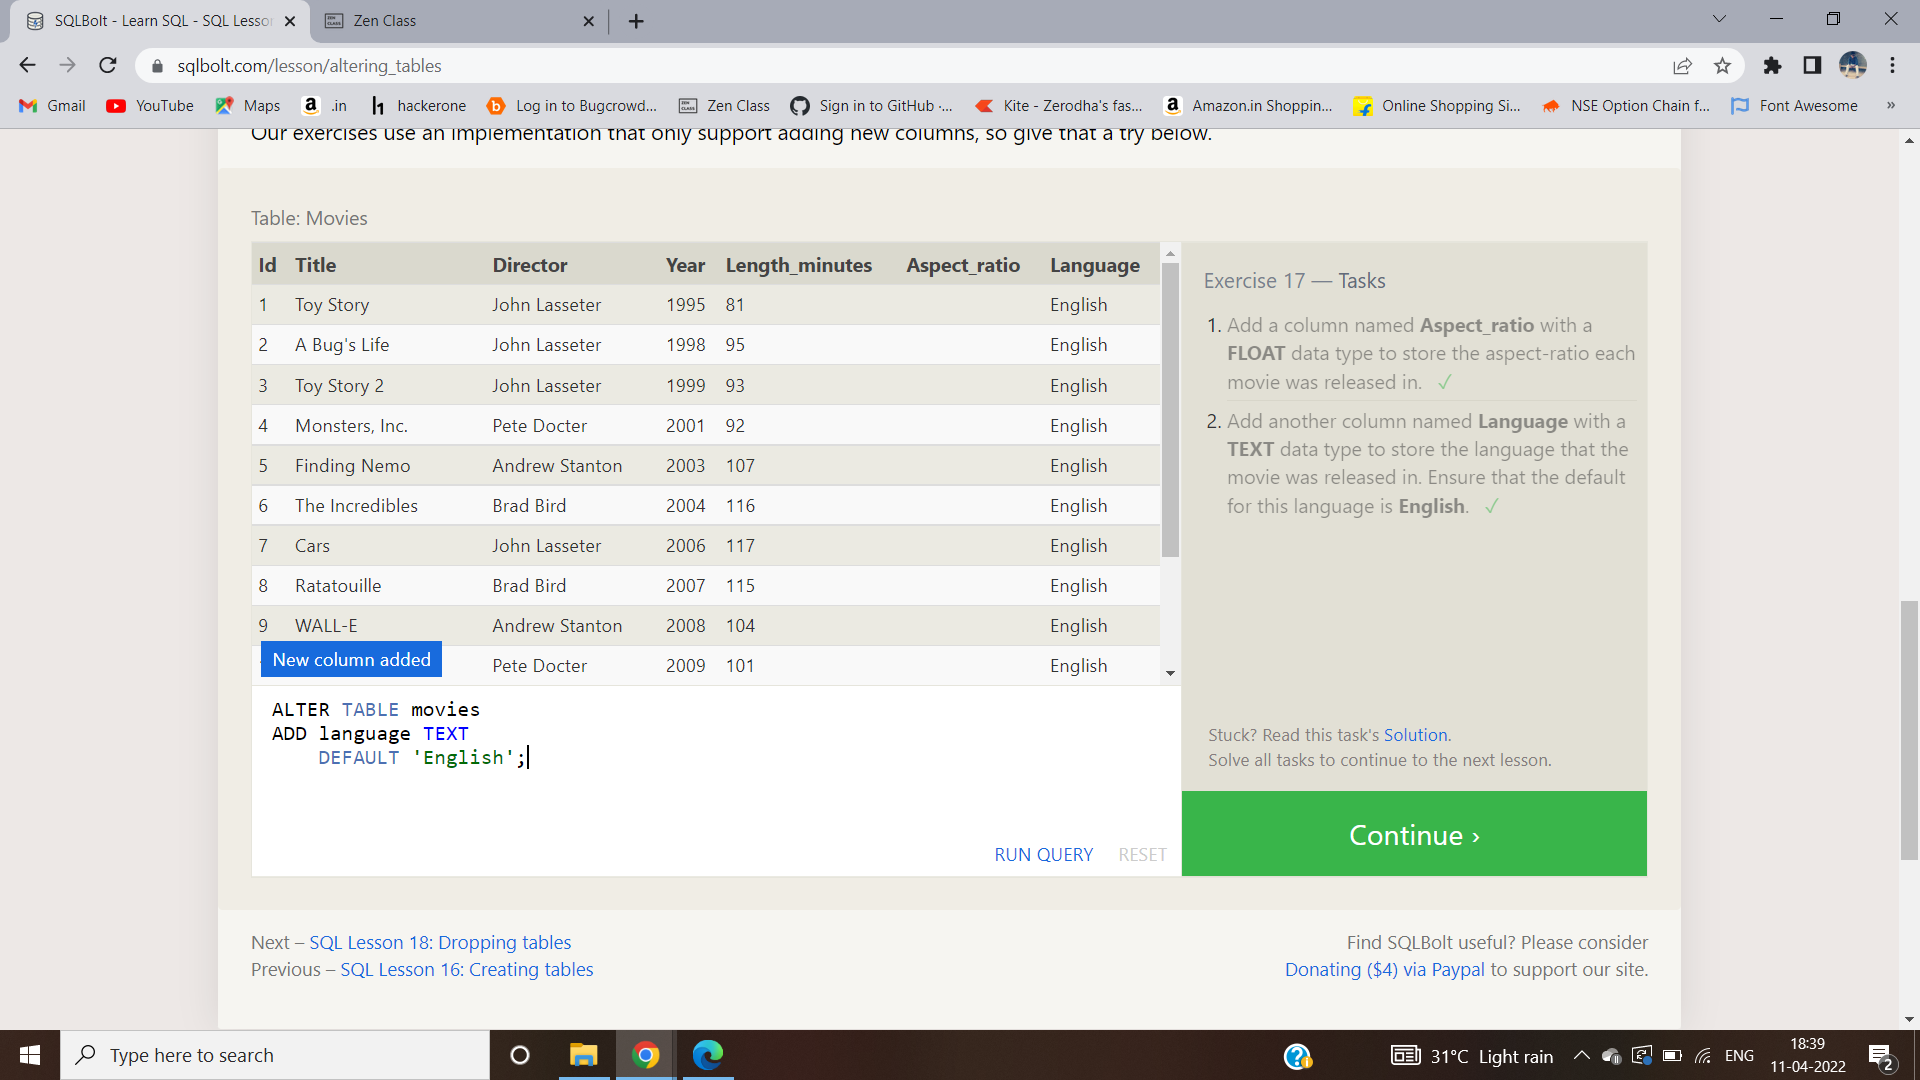 SQLBolt - Learn SQL - SQL Lesson
Zen Class
sqlbolt.com/lesson/altering_tables
Gmail YouTube Maps .in hackerone Log in to Bugcrowd... Zen Class Sign in to GitHub ·... Kite - Zerodha's fas... Amazon.in Shoppin... Online Shopping Si... NSE Option Chain f... Font Awesome »
Our exercises use an implementation that only support adding new columns, so give that a try below.
Table: Movies
Id Title Director Year Length_minutes Aspect_ratio Language
1 Toy Story John Lasseter 1995 81 English
2 A Bug's Life John Lasseter 1998 95 English
3 Toy Story 2 John Lasseter 1999 93 English
4 Monsters, Inc. Pete Docter 2001 92 English
5 Finding Nemo Andrew Stanton 2003 107 English
6 The Incredibles Brad Bird 2004 116 English
7 Cars John Lasseter 2006 117 English
8 Ratatouille Brad Bird 2007 115 English
9 WALL-E Andrew Stanton 2008 104 English
Pete Docter 2009 101 English
New column added
ALTER TABLE movies
ADD language TEXT
DEFAULT 'English';
RUN QUERY RESET
Exercise 17 — Tasks
1. Add a column named Aspect_ratio with a
FLOAT data type to store the aspect-ratio each
movie was released in. ✓
2. Add another column named Language with a
TEXT data type to store the language that the
movie was released in. Ensure that the default
for this language is English. ✓
Stuck? Read this task's Solution.
Solve all tasks to continue to the next lesson.
Continue ›
Next – SQL Lesson 18: Dropping tables
Previous – SQL Lesson 16: Creating tables
Find SQLBolt useful? Please consider
Donating ($4) via Paypal to support our site.
Type here to search
31°C Light rain
ENG
18:39
11-04-2022
2